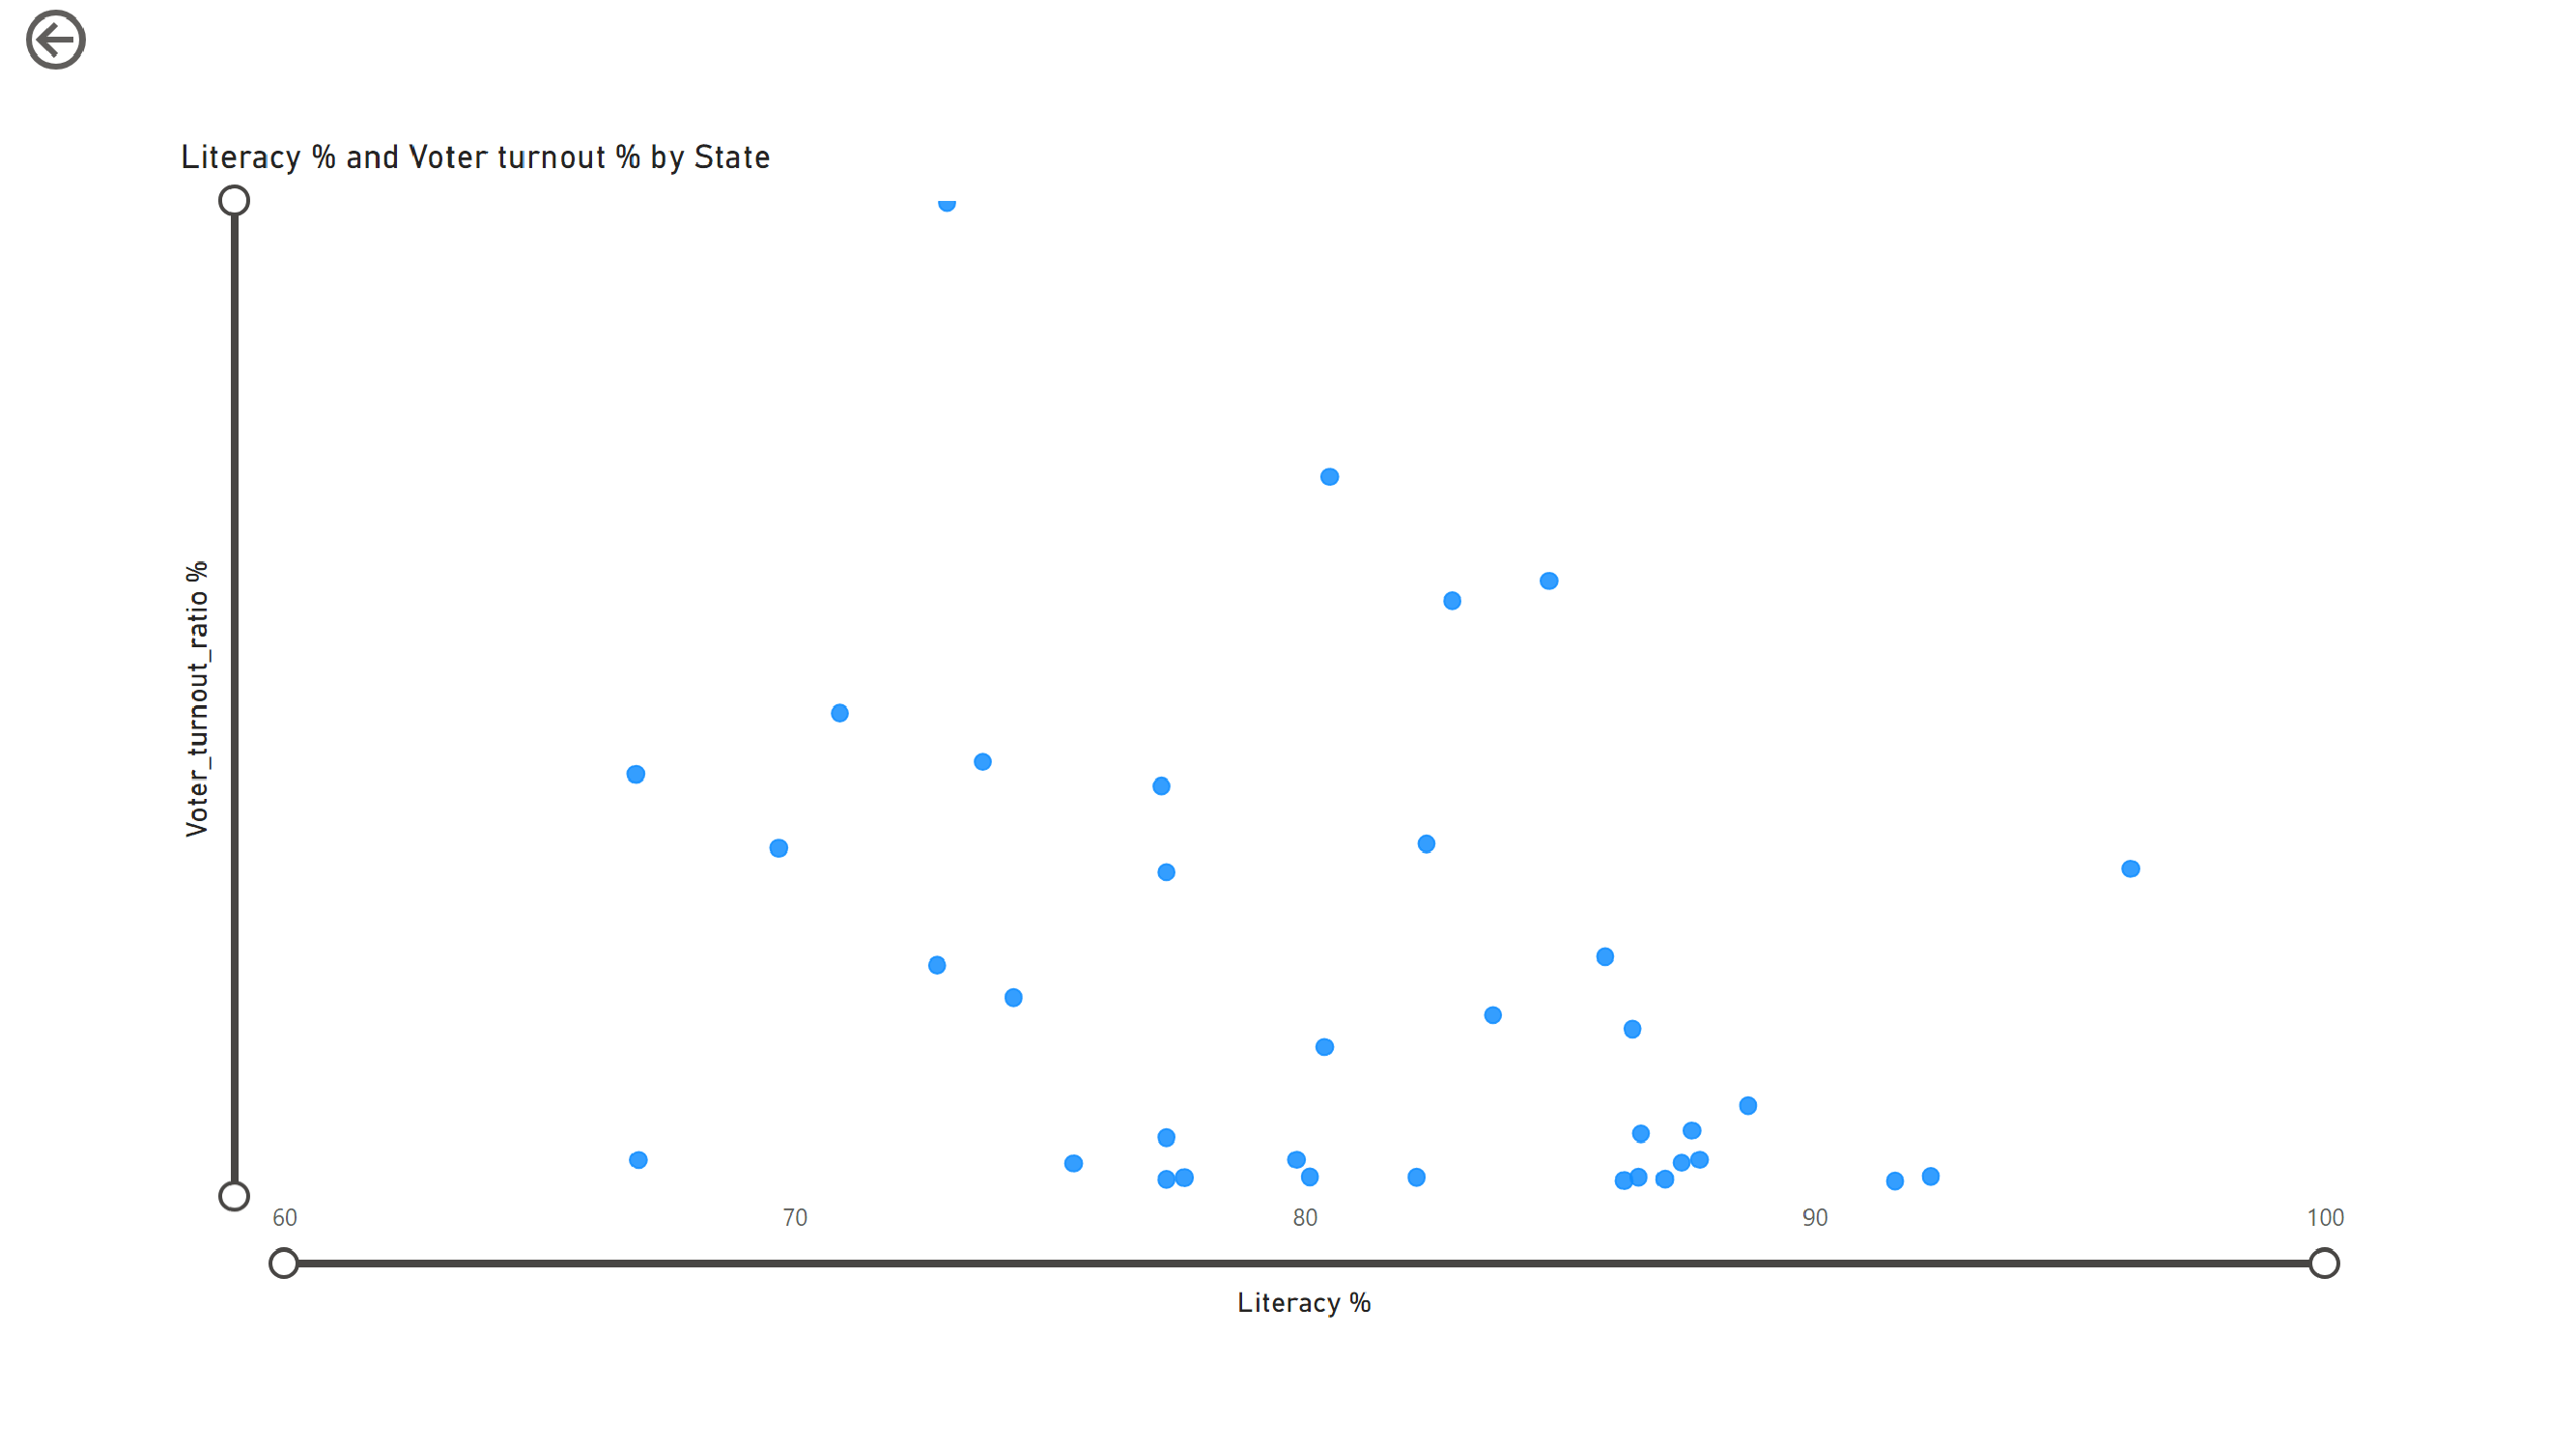 Literacy % and Voter turnout % by State
Voter_turnout_ratio %
60 70 80 90 100
Literacy %